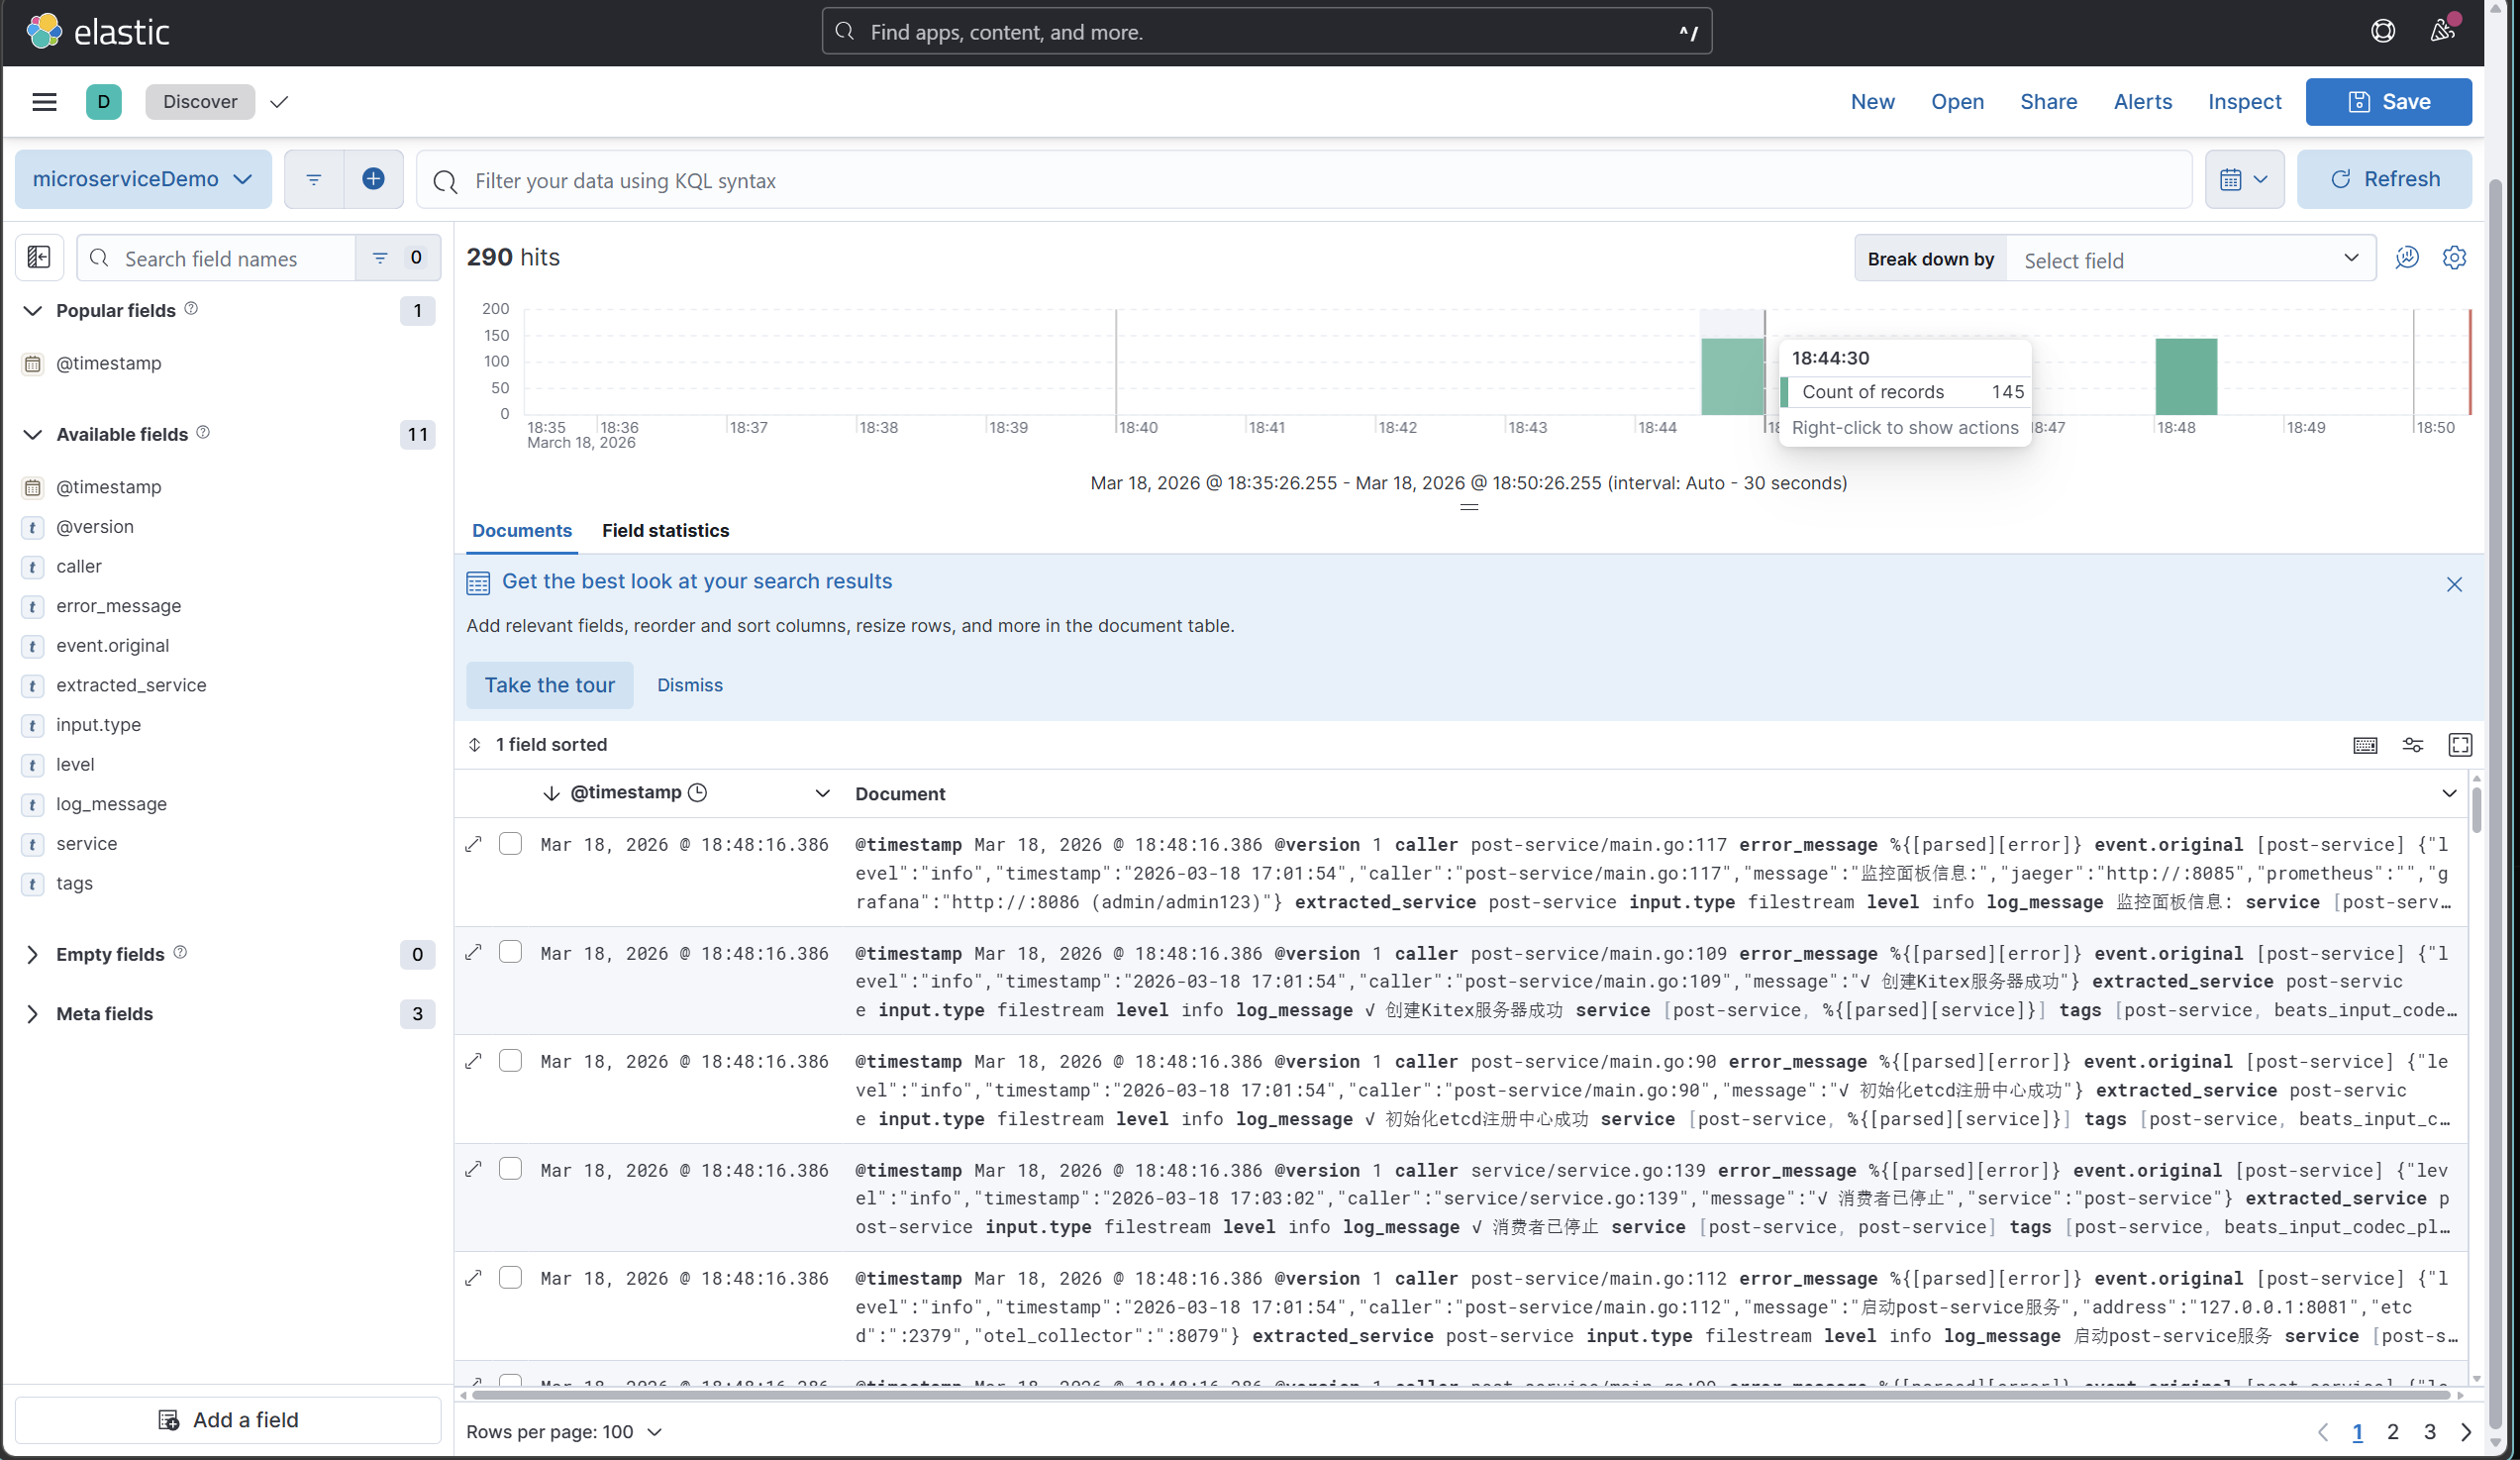 elastic
Find apps, content, and more.
^/
D
Discover
New
Open
Share
Alerts
Inspect
Save
microserviceDemo
Filter your data using KQL syntax
Refresh
Search field names
0
290 hits
Break down by
Select field
Popular fields
1
@timestamp
Available fields
11
@timestamp
@version
caller
error_message
event.original
extracted_service
input.type
level
log_message
service
tags
Empty fields
0
Meta fields
3
Add a field
200
150
100
50
0
18:35
18:36
18:37
18:38
18:39
18:40
18:41
18:42
18:43
18:44
18:47
18:48
18:49
18:50
March 18, 2026
18:44:30
Count of records 145
Right-click to show actions
Mar 18, 2026 @ 18:35:26.255 - Mar 18, 2026 @ 18:50:26.255 (interval: Auto - 30 seconds)
Documents
Field statistics
Get the best look at your search results
Add relevant fields, reorder and sort columns, resize rows, and more in the document table.
Take the tour
Dismiss
1 field sorted
@timestamp
Document
Mar 18, 2026 @ 18:48:16.386
@timestamp Mar 18, 2026 @ 18:48:16.386 @version 1 caller post-service/main.go:117 error_message %{[parsed][error]} event.original [post-service] {"l
evel":"info","timestamp":"2026-03-18 17:01:54","caller":"post-service/main.go:117","message":"监控面板信息:","jaeger":"http://:8085","prometheus":"","g
rafana":"http://:8086 (admin/admin123)"} extracted_service post-service input.type filestream level info log_message 监控面板信息: service [post-serv…
Mar 18, 2026 @ 18:48:16.386
@timestamp Mar 18, 2026 @ 18:48:16.386 @version 1 caller post-service/main.go:109 error_message %{[parsed][error]} event.original [post-service] {"l
evel":"info","timestamp":"2026-03-18 17:01:54","caller":"post-service/main.go:109","message":"√ 创建Kitex服务器成功"} extracted_service post-servic
e input.type filestream level info log_message √ 创建Kitex服务器成功 service [post-service, %{[parsed][service]}] tags [post-service, beats_input_code…
Mar 18, 2026 @ 18:48:16.386
@timestamp Mar 18, 2026 @ 18:48:16.386 @version 1 caller post-service/main.go:90 error_message %{[parsed][error]} event.original [post-service] {"le
vel":"info","timestamp":"2026-03-18 17:01:54","caller":"post-service/main.go:90","message":"√ 初始化etcd注册中心成功"} extracted_service post-servic
e input.type filestream level info log_message √ 初始化etcd注册中心成功 service [post-service, %{[parsed][service]}] tags [post-service, beats_input_c…
Mar 18, 2026 @ 18:48:16.386
@timestamp Mar 18, 2026 @ 18:48:16.386 @version 1 caller service/service.go:139 error_message %{[parsed][error]} event.original [post-service] {"lev
el":"info","timestamp":"2026-03-18 17:03:02","caller":"service/service.go:139","message":"√ 消费者已停止","service":"post-service"} extracted_service p
ost-service input.type filestream level info log_message √ 消费者已停止 service [post-service, post-service] tags [post-service, beats_input_codec_pl…
Mar 18, 2026 @ 18:48:16.386
@timestamp Mar 18, 2026 @ 18:48:16.386 @version 1 caller post-service/main.go:112 error_message %{[parsed][error]} event.original [post-service] {"l
evel":"info","timestamp":"2026-03-18 17:01:54","caller":"post-service/main.go:112","message":"启动post-service服务","address":"127.0.0.1:8081","etc
d":":2379","otel_collector":":8079"} extracted_service post-service input.type filestream level info log_message 启动post-service服务 service [post-s…
Rows per page: 100
1
2
3